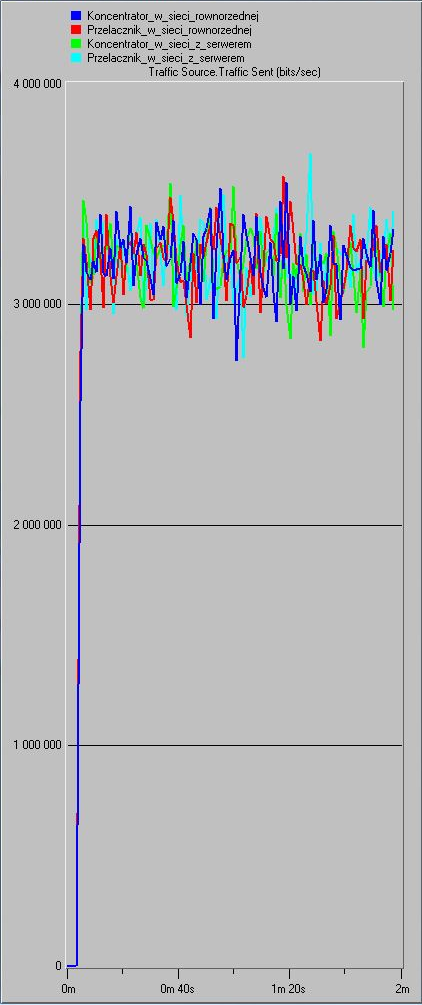 Koncentrator_w_sieci_rownorzednej
Przelacznik_w_sieci_rownorzednej
Koncentrator_w_sieci_z_serwerem
Przelacznik_w_sieci_z_serwerem
Traffic Source.Traffic Sent (bits/sec)
4 000 000
3 000 000
2 000 000
1 000 000
0
0m 0m 40s 1m 20s 2m